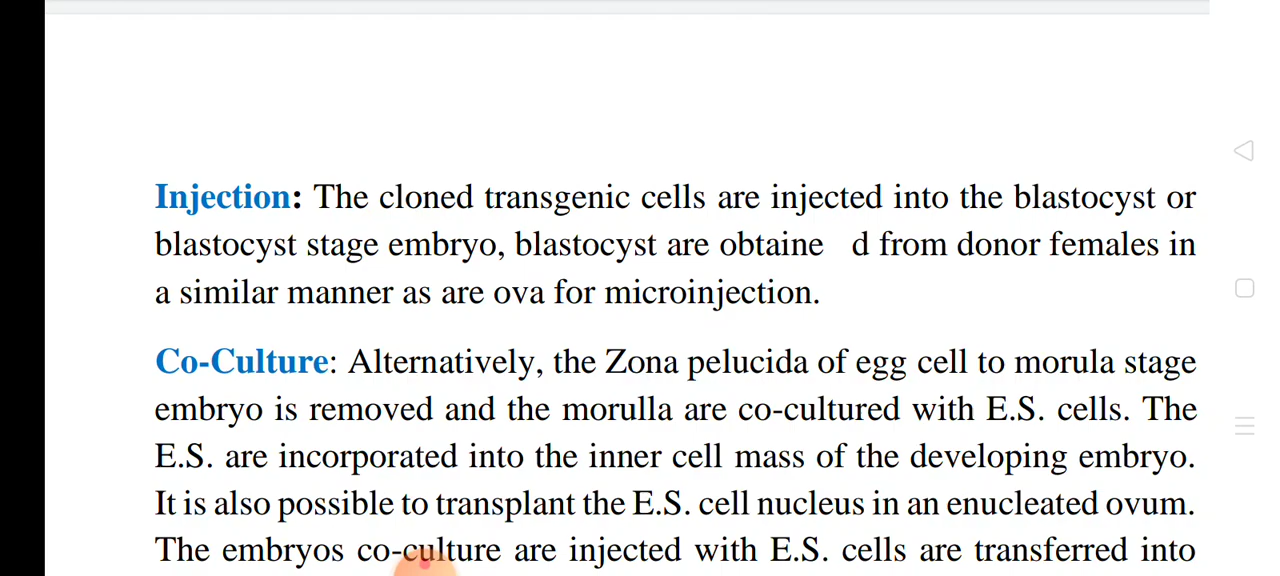 Injection: The cloned transgenic cells are injected into the blastocyst or
blastocyst stage embryo, blastocyst are obtaine d from donor females in
a similar manner as are ova for microinjection.
Co-Culture: Alternatively, the Zona pelucida of egg cell to morula stage
embryo is removed and the morulla are co-cultured with E.S. cells. The
E.S. are incorporated into the inner cell mass of the developing embryo.
It is also possible to transplant the E.S. cell nucleus in an enucleated ovum.
The embryos co-culture are injected with E.S. cells are transferred into